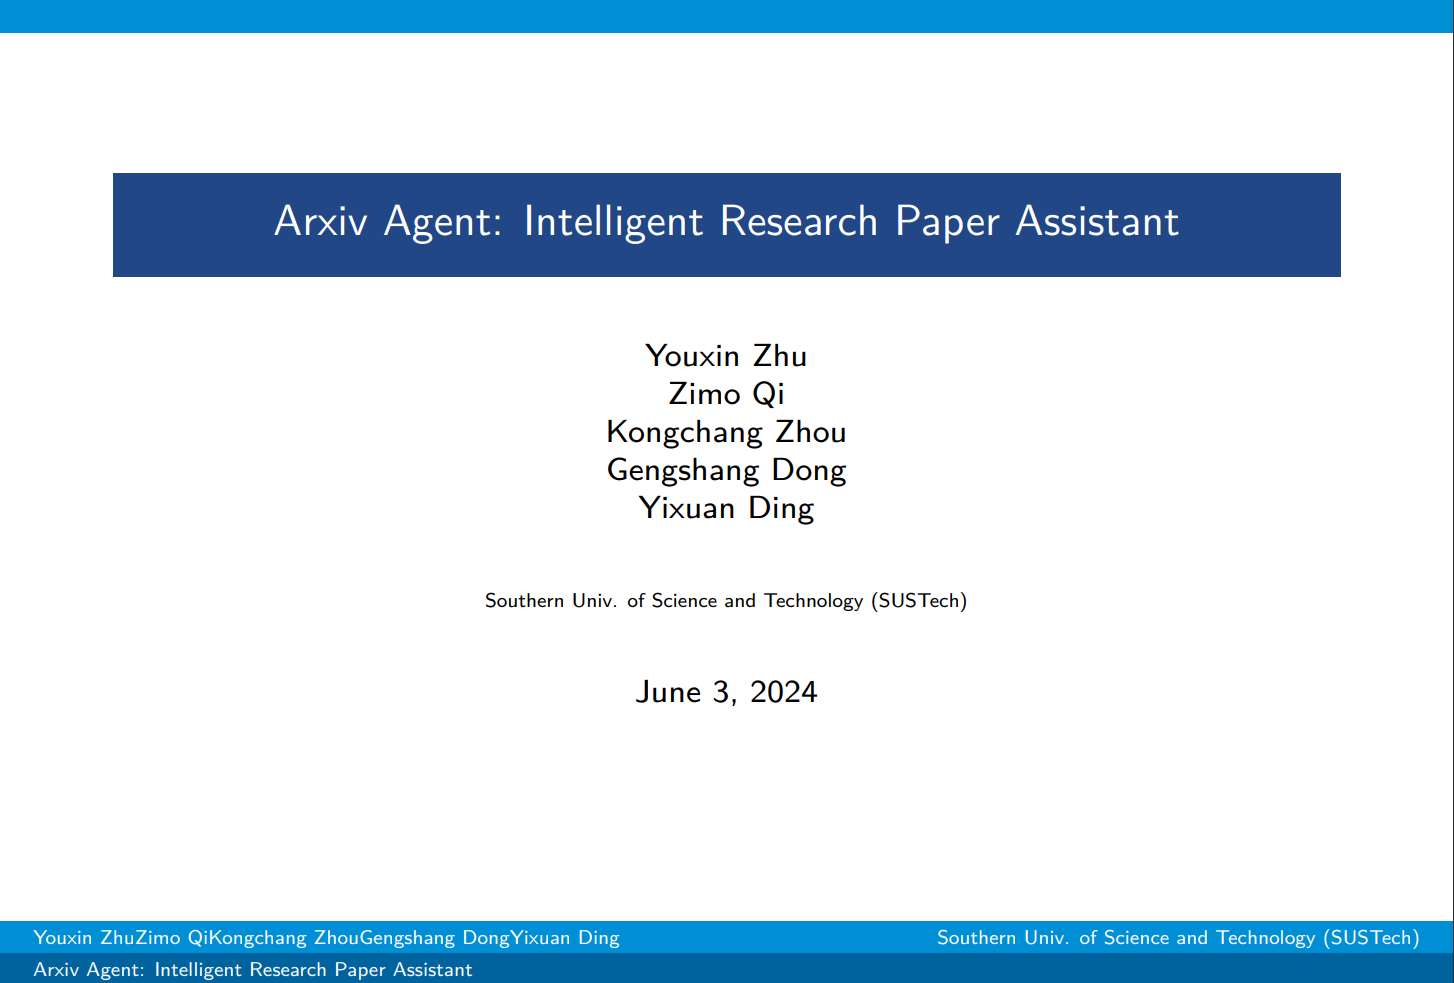 Arxiv Agent: Intelligent Research Paper Assistant
Youxin Zhu
Zimo Qi
Kongchang Zhou
Gengshang Dong
Yixuan Ding
Southern Univ. of Science and Technology (SUSTech)
June 3, 2024
Youxin ZhuZimo QiKongchang ZhouGengshang DongYixuan Ding
Southern Univ. of Science and Technology (SUSTech)
Arxiv Agent: Intelligent Research Paper Assistant